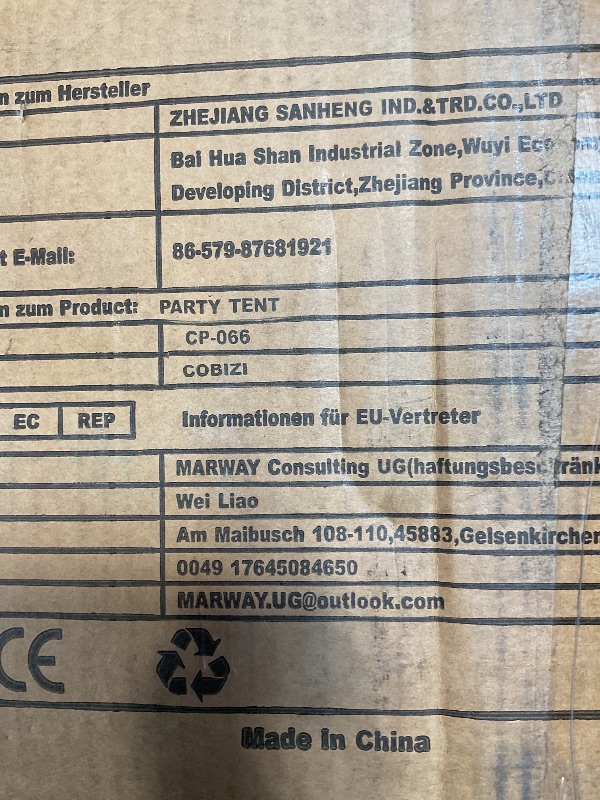 n zum Hersteller
ZHEJIANG SANHENG IND.&TRD.CO.,LTD
Bai Hua Shan Industrial Zone,Wuyi
Developing District,Zhejiang Province,
t E-Mail:
86-579-87681921
n zum Product: PARTY TENT
CP-066
COBIZI
EC REP Informationen für EU-Vertreter
MARWAY Consulting UG
Wei Liao
Am Maibusch 108-110,45883,Gelsenkirchen
0049 17645084650
MARWAY.UG@outlook.com
CE
Made in China